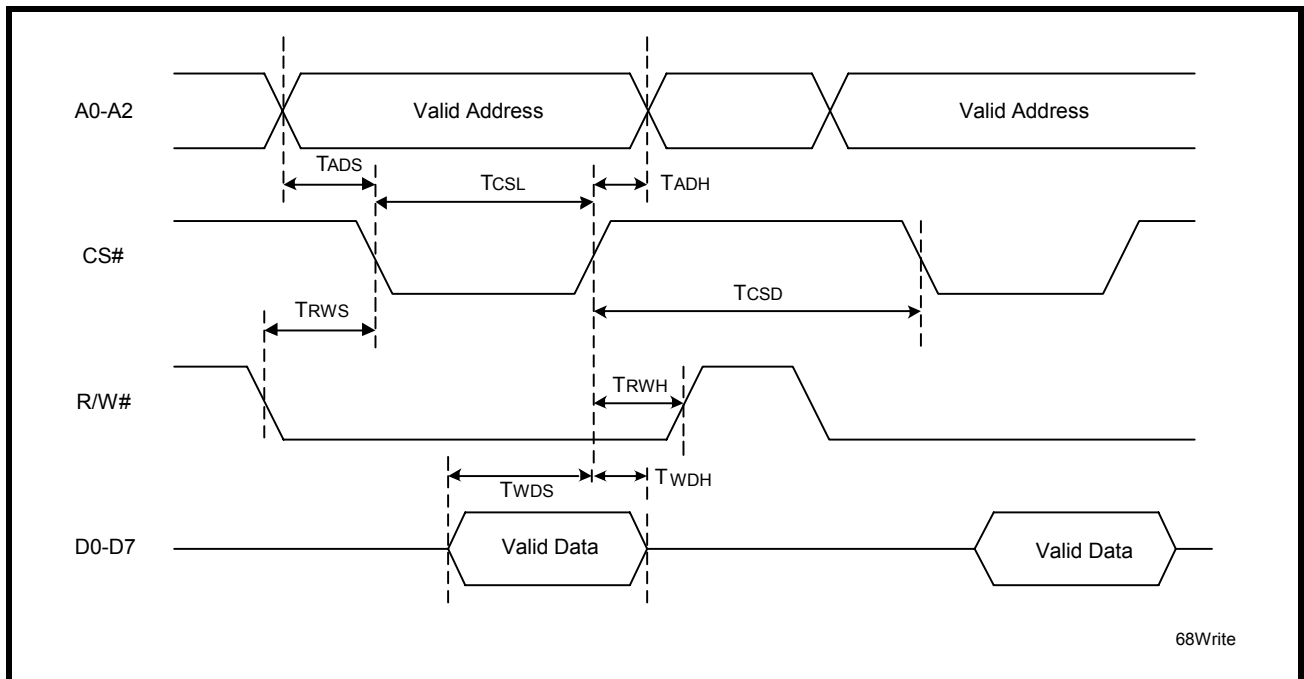 A0-A2
Valid Address
Valid Address
TADS
TCSL
TADH
CS#
TRWS
TCSD
R/W#
TRWH
TWDS
TWDH
D0-D7
Valid Data
Valid Data
68Write